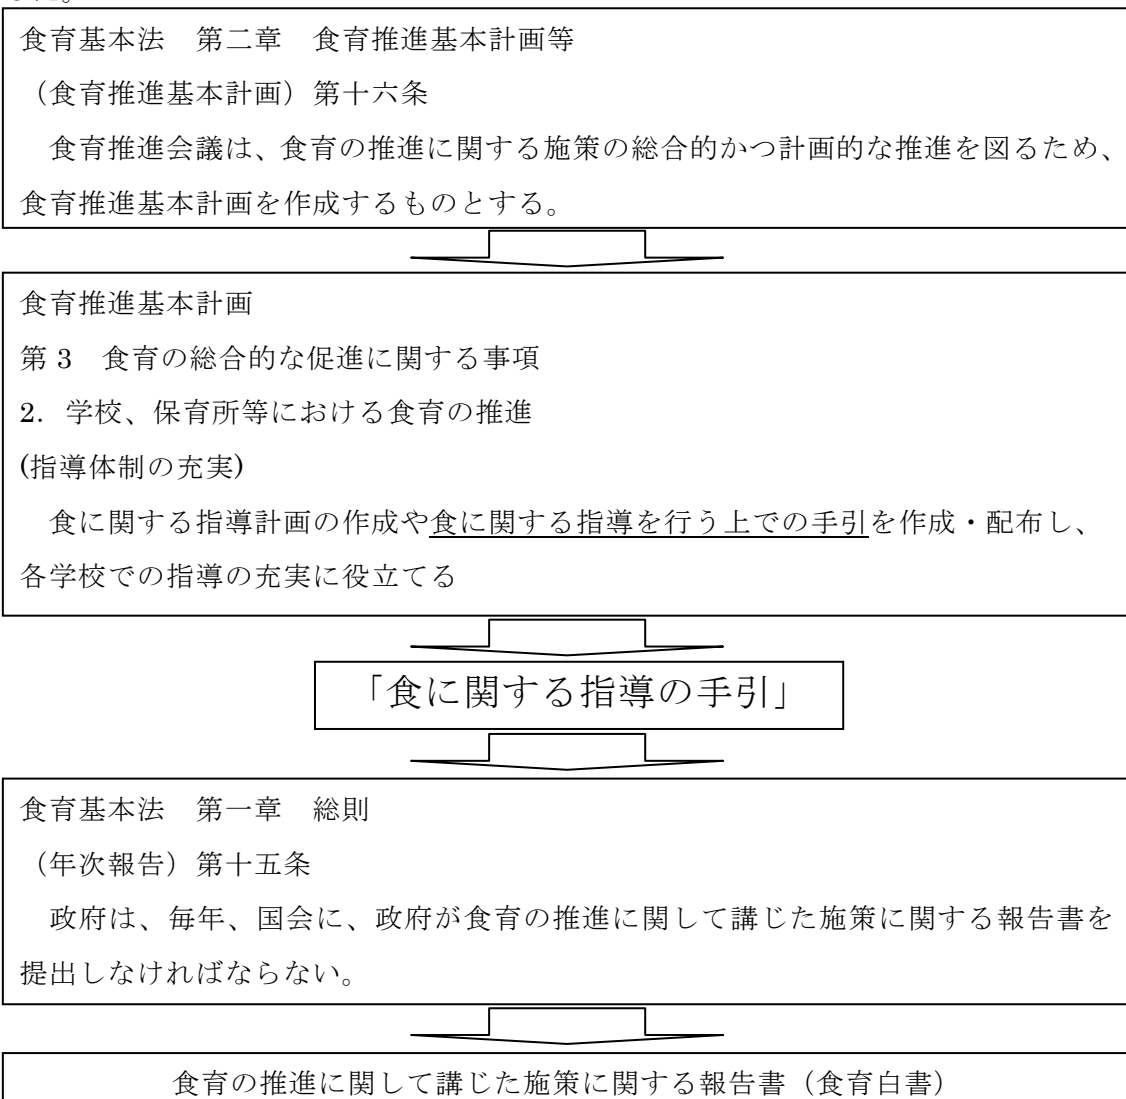 食育基本法　第二章　食育推進基本計画等
（食育推進基本計画）第十六条
　食育推進会議は、食育の推進に関する施策の総合的かつ計画的な推進を図るため、
食育推進基本計画を作成するものとする。
食育推進基本計画
第 3　食育の総合的な促進に関する事項
2．学校、保育所等における食育の推進
(指導体制の充実)
　食に関する指導計画の作成や食に関する指導を行う上での手引を作成・配布し、
各学校での指導の充実に役立てる
「食に関する指導の手引」
食育基本法　第一章　総則
（年次報告）第十五条
　政府は、毎年、国会に、政府が食育の推進に関して講じた施策に関する報告書を
提出しなければならない。
食育の推進に関して講じた施策に関する報告書（食育白書）